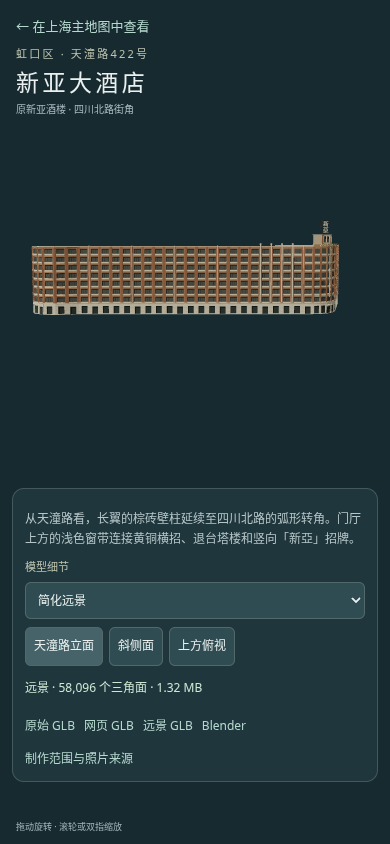 ← 在上海主地图中查看
虹口区 · 天潼路422号
新亚大酒店
原新亚酒楼 · 四川北路街角
新亞
从天潼路看，长翼的棕砖壁柱延续至四川北路的弧形转角。门厅
上方的浅色窗带连接黄铜横招、退台塔楼和竖向「新亞」招牌。
模型细节
简化远景
天潼路立面 斜侧面 上方俯视
远景 · 58,096 个三角面 · 1.32 MB
原始 GLB 网页 GLB 远景 GLB Blender
制作范围与照片来源
拖动旋转 · 滚轮或双指缩放